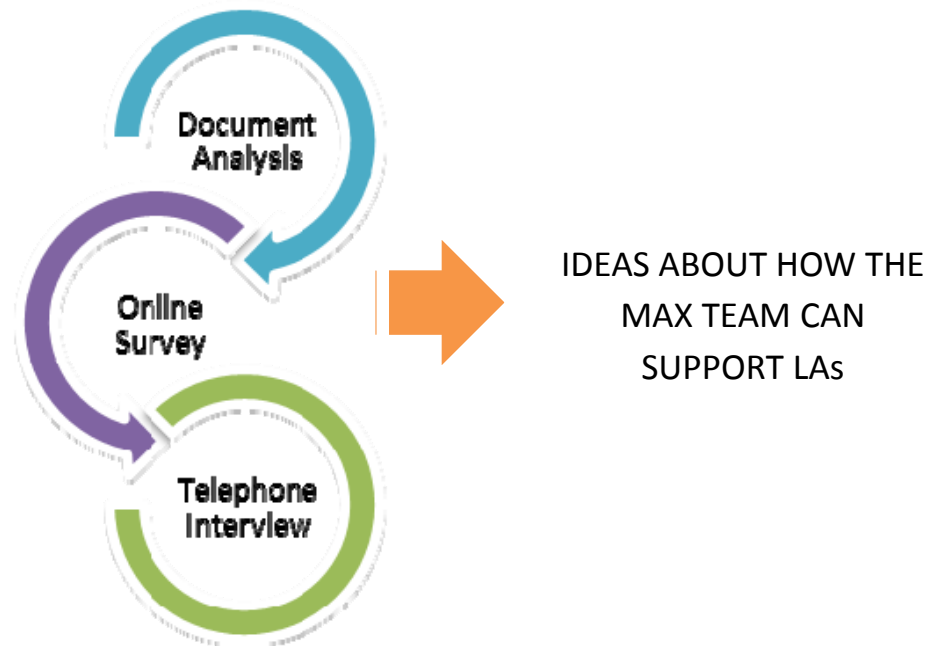 Document
Analysis
Online
Survey
Telephone
Interview
IDEAS ABOUT HOW THE
MAX TEAM CAN
SUPPORT LAs